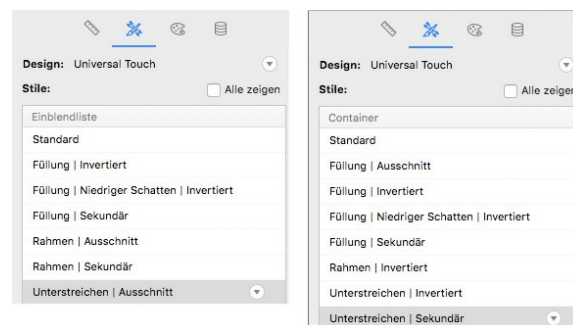 Design: Universal Touch
Stile: Alle zeigen
Einblendliste
Standard
Füllung | Invertiert
Füllung | Niedriger Schatten | Invertiert
Füllung | Sekundär
Rahmen | Ausschnitt
Rahmen | Sekundär
Unterstreichen | Ausschnitt
Design: Universal Touch
Stile: Alle zeigen
Container
Standard
Füllung | Ausschnitt
Füllung | Invertiert
Füllung | Niedriger Schatten | Invertiert
Füllung | Sekundär
Rahmen | Invertiert
Unterstreichen | Invertiert
Unterstreichen | Sekundär